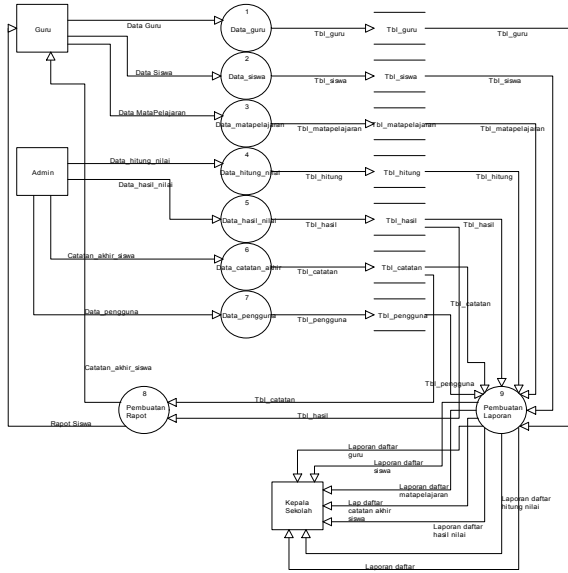 Guru
Data Guru
1
Data_guru
Tbl_guru
Tbl_guru
Tbl_guru
Data Siswa
2
Data_siswa
Tbl_siswa
Tbl_siswa
Tbl_siswa
Data MataPelajaran
3
Data_matapelajaran
Tbl_matapelajaran
Tbl_matapelajaran
Tbl_matapelajaran
Admin
Data_hitung_nilai
4
Data_hitung_nilai
Tbl_hitung
Tbl_hitung
Tbl_hitung
Data_hasil_nilai
5
Data_hasil_nilai
Tbl_hasil
Tbl_hasil
Tbl_hasil
Catatan_akhir_siswa
6
Data_catatan_akhir
Tbl_catatan
Tbl_catatan
Tbl_catatan
Data_pengguna
7
Data_pengguna
Tbl_pengguna
Tbl_pengguna
Tbl_pengguna
Catatan_akhir_siswa
8
Pembuatan
Rapot
Tbl_catatan
Tbl_hasil
Rapot Siswa
9
Pembuatan
Laporan
Laporan daftar
guru
Laporan daftar
siswa
Laporan daftar
matapelajaran
Kepala
Sekolah
Lap daftar
catatan akhir
siswa
Laporan daftar
hitung nilai
Laporan daftar
hasil nilai
Laporan daftar